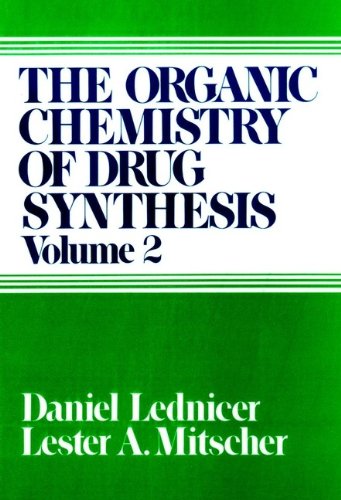 THE ORGANIC
CHEMISTRY
OF DRUG
SYNTHESIS
Volume 2
Daniel Lednicer
Lester A. Mitscher